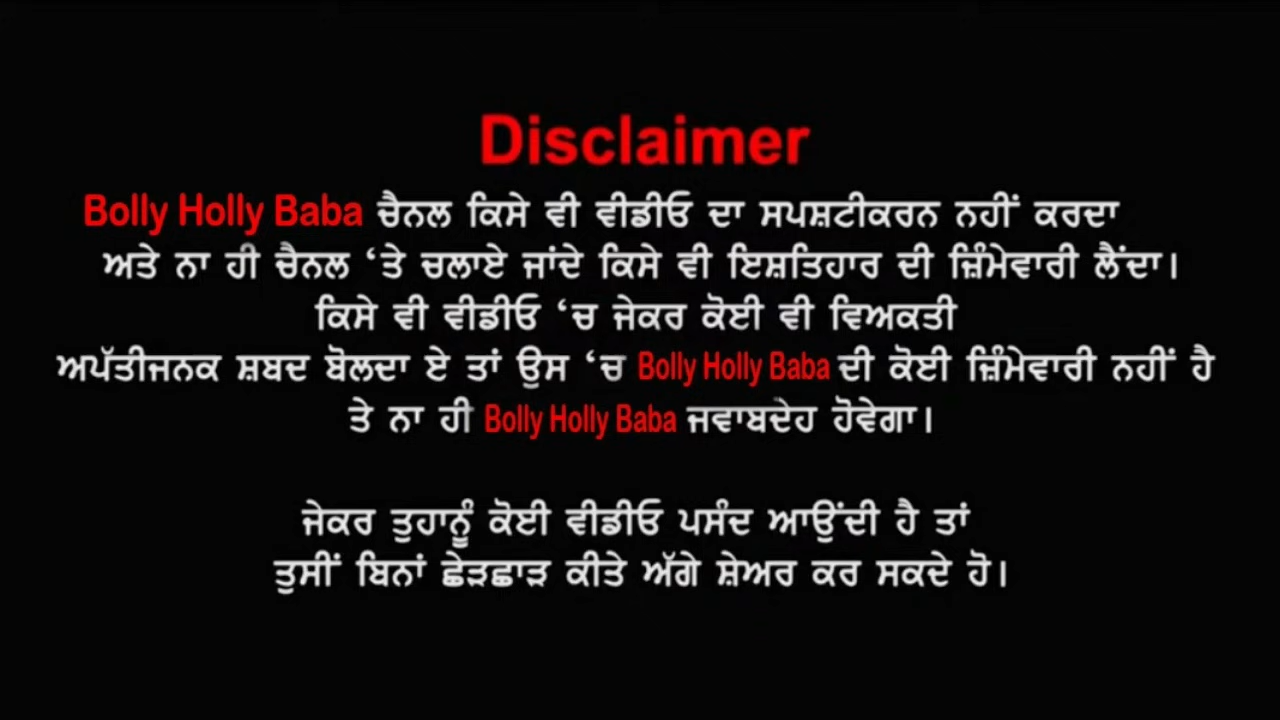 Disclaimer
Bolly Holly Baba ਚੈਨਲ ਕਿਸੇ ਵੀ ਵੀਡੀਓ ਦਾ ਸਪਸ਼ਟੀਕਰਨ ਨਹੀਂ ਕਰਦਾ
ਅਤੇ ਨਾ ਹੀ ਚੈਨਲ ‘ਤੇ ਚਲਾਏ ਜਾਂਦੇ ਕਿਸੇ ਵੀ ਇਸ਼ਤਿਹਾਰ ਦੀ ਜ਼ਿੰਮੇਵਾਰੀ ਲੈਂਦਾ।
ਕਿਸੇ ਵੀ ਵੀਡੀਓ ‘ਚ ਜੇਕਰ ਕੋਈ ਵੀ ਵਿਅਕਤੀ
ਅਪੱਤੀਜਨਕ ਸ਼ਬਦ ਬੋਲਦਾ ਏ ਤਾਂ ਉਸ ‘ਚ Bolly Holly Baba ਦੀ ਕੋਈ ਜ਼ਿੰਮੇਵਾਰੀ ਨਹੀਂ ਹੈ
ਤੇ ਨਾ ਹੀ Bolly Holly Baba ਜਵਾਬਦੇਹ ਹੋਵੇਗਾ।
ਜੇਕਰ ਤੁਹਾਨੂੰ ਕੋਈ ਵੀਡੀਓ ਪਸੰਦ ਆਉਂਦੀ ਹੈ ਤਾਂ
ਤੁਸੀਂ ਬਿਨਾਂ ਛੇੜਛਾੜ ਕੀਤੇ ਅੱਗੇ ਸ਼ੇਅਰ ਕਰ ਸਕਦੇ ਹੋ।